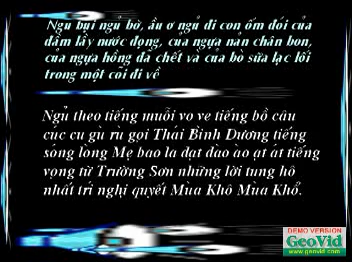 Ngủ bụi ngủ bờ, ầu ơ ngủ đi con ốm đói của
đầm lầy nước đọng, của ngựa nản chân bon,
của ngựa hồng đã chết và của bò sữa lạc lối
trong một cõi đi về
Ngủ theo tiếng muỗi vo ve tiếng bồ câu
cúc cu gù rù gọi Thái Bình Dương tiếng
sóng lòng Mẹ bao la dạt dào ào ạt át tiếng
vọng từ Trường Sơn những lời tung hô
nhất trí nghị quyết Mùa Khô Mùa Khổ.
DEMO VERSION
GeoVid
www.geovid.com